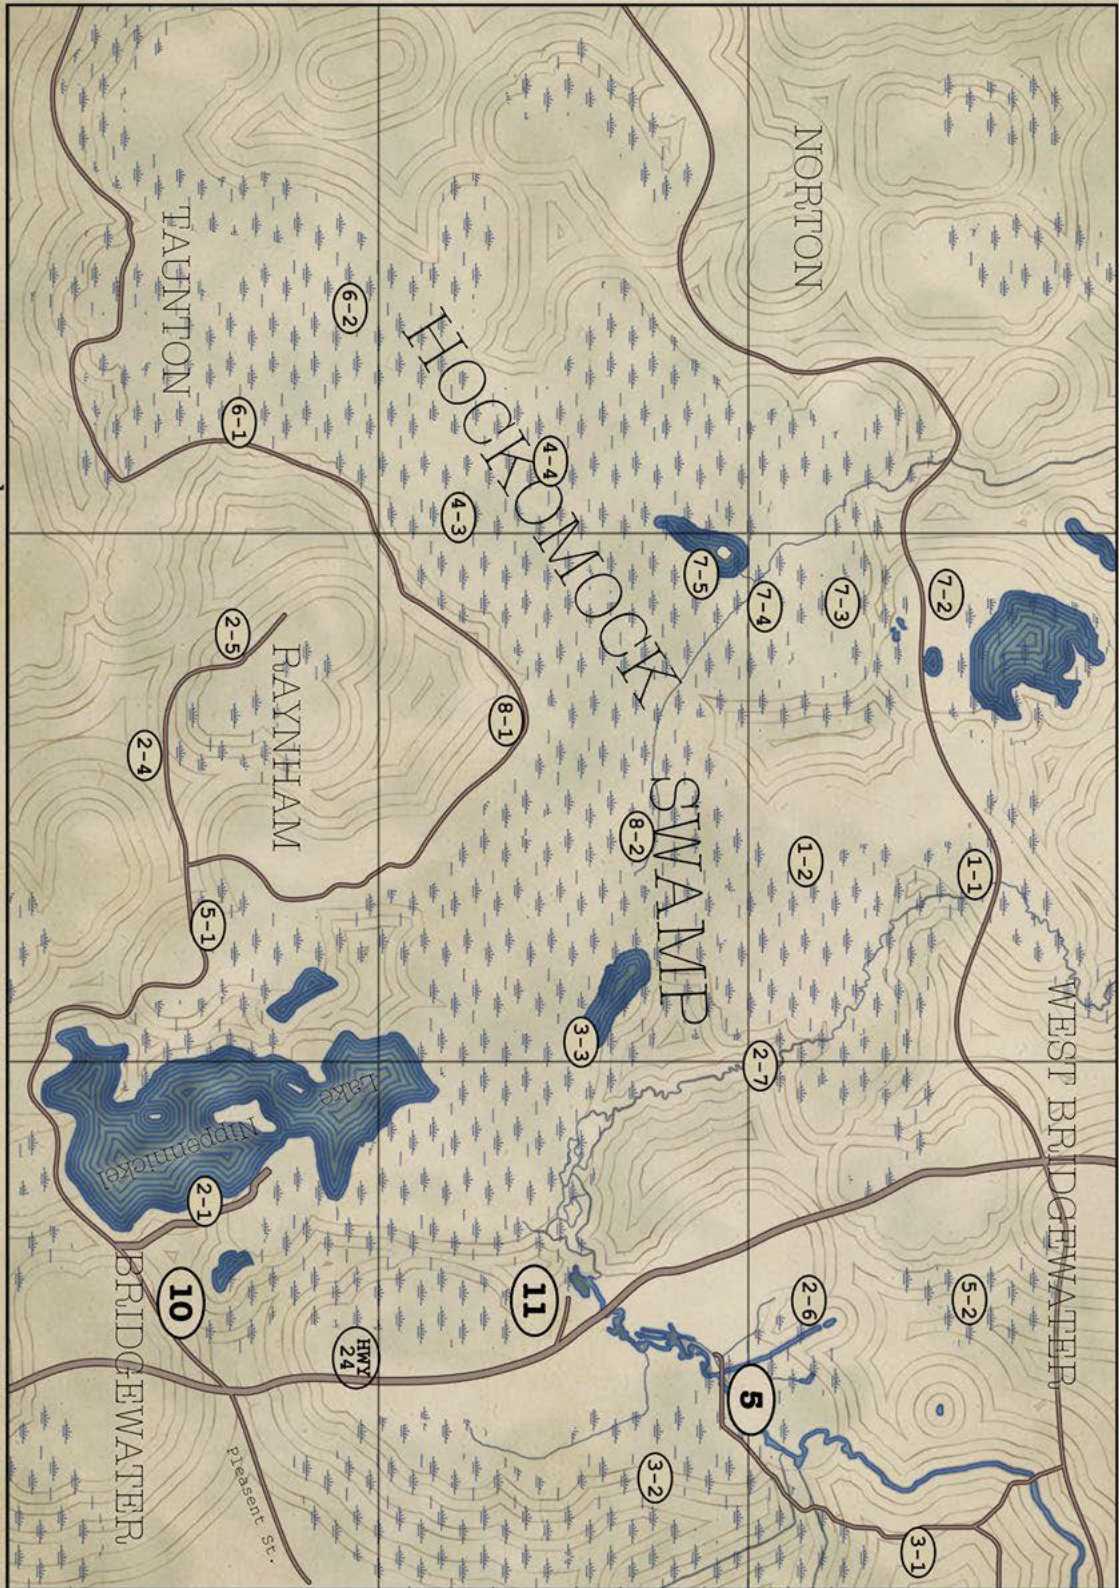 WEST BRIDGEWATER
1-1
5-2
7-2
3-1
7-3
NORTON
1-2
2-6
7-4
2-7
5
7-5
HOCKOMOCK
SWAMP
3-2
8-2
3-3
4-4
11
8-1
4-3
HWY
24
6-2
Lake
Nippennickel
RAYNHAM
6-1
2-5
Pleasent St.
5-1
2-1
10
TAUNTON
2-4
BRIDGEWATER